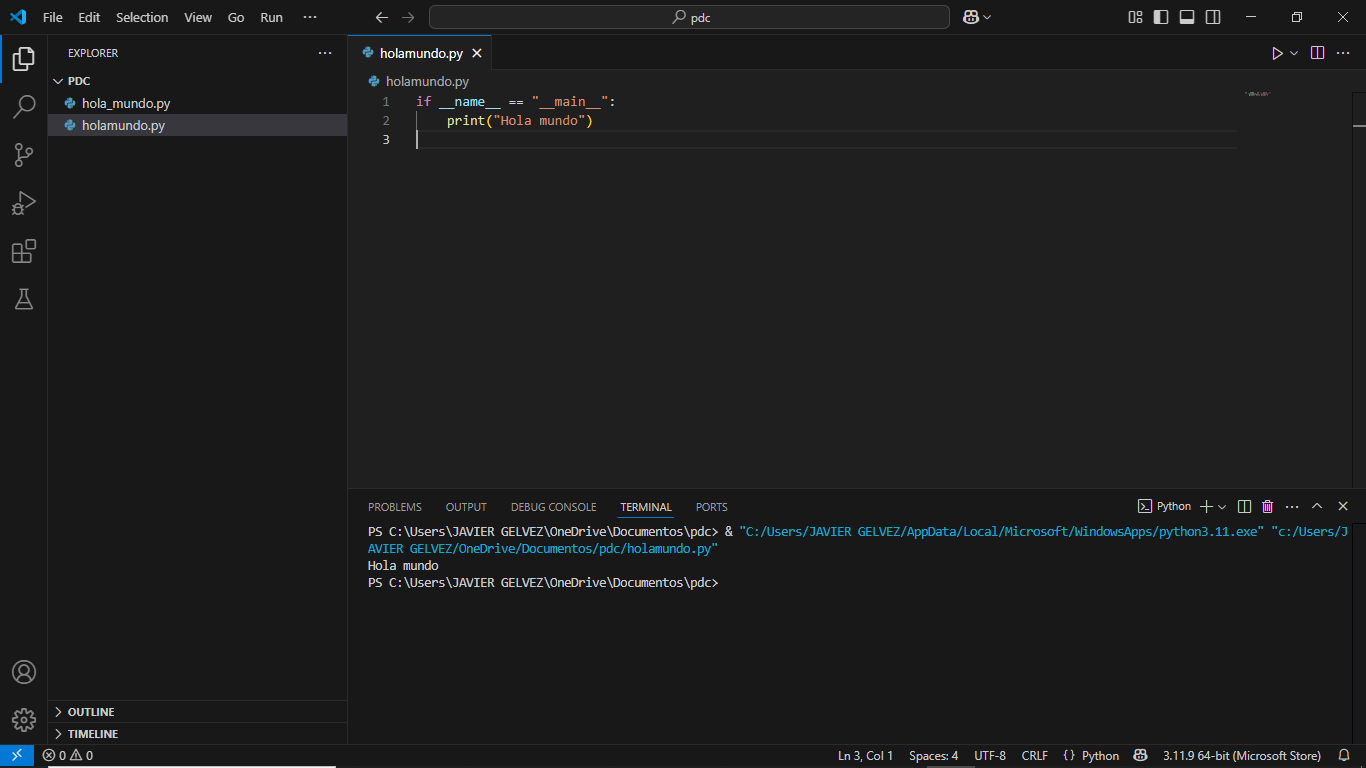 File Edit Selection View Go Run ··· pdc
EXPLORER ···
PDC
hola_mundo.py
holamundo.py
OUTLINE
TIMELINE
holamundo.py
holamundo.py
1 if __name__ == "__main__":
2 print("Hola mundo")
3
PROBLEMS OUTPUT DEBUG CONSOLE TERMINAL PORTS Python
PS C:\Users\JAVIER GELVEZ\OneDrive\Documentos\pdc> & "C:/Users/JAVIER GELVEZ/AppData/Local/Microsoft/WindowsApps/python3.11.exe" "c:/Users/J
AVIER GELVEZ/OneDrive/Documentos/pdc/holamundo.py"
Hola mundo
PS C:\Users\JAVIER GELVEZ\OneDrive\Documentos\pdc>
0 0 Ln 3, Col 1 Spaces: 4 UTF-8 CRLF {} Python 3.11.9 64-bit (Microsoft Store)